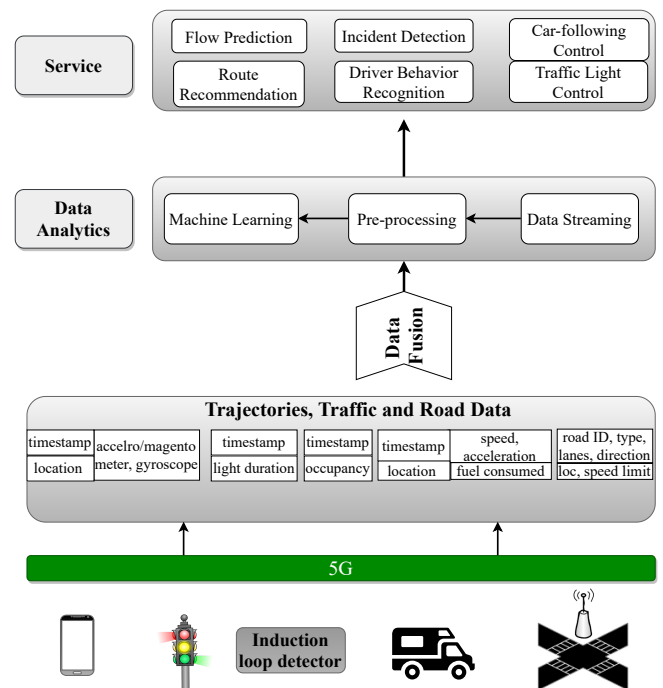 Service
Flow Prediction
Incident Detection
Car-following
Control
Route
Recommendation
Driver Behavior
Recognition
Traffic Light
Control
Data
Analytics
Machine Learning
Pre-processing
Data Streaming
Data
Fusion
Trajectories, Traffic and Road Data
timestamp
location
accelro/magento
meter, gyroscope
timestamp
light duration
timestamp
occupancy
timestamp
location
speed,
acceleration
fuel consumed
road ID, type,
lanes, direction
loc, speed limit
5G
Induction
loop detector